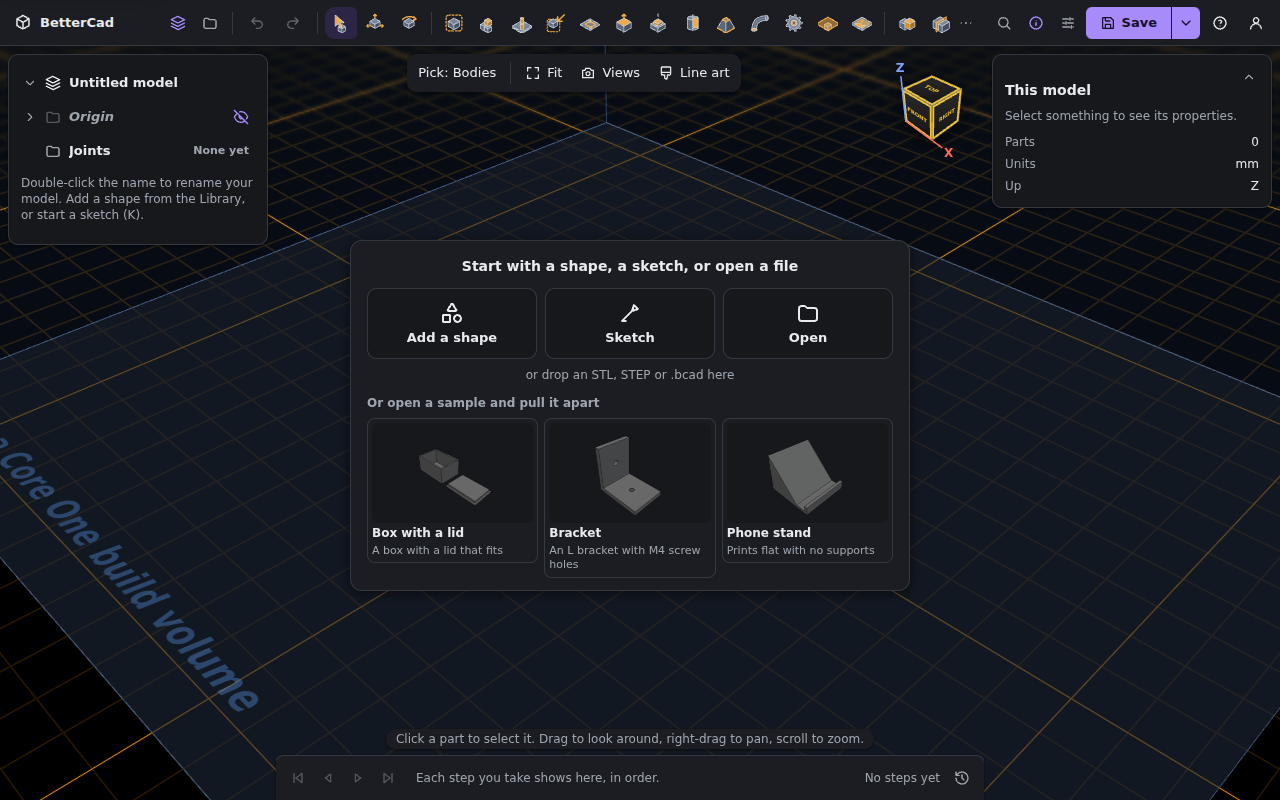 BetterCad
Save
Untitled model
Origin
Joints
None yet
Double-click the name to rename your
model. Add a shape from the Library,
or start a sketch (K).
Pick: Bodies
Fit
Views
Line art
Z
TOP
FRONT
RIGHT
X
This model
Select something to see its properties.
Parts 0
Units mm
Up Z
Start with a shape, a sketch, or open a file
Add a shape
Sketch
Open
or drop an STL, STEP or .bcad here
Or open a sample and pull it apart
Box with a lid
A box with a lid that fits
Bracket
An L bracket with M4 screw
holes
Phone stand
Prints flat with no supports
Core One build volume
Click a part to select it. Drag to look around, right-drag to pan, scroll to zoom.
Each step you take shows here, in order.
No steps yet